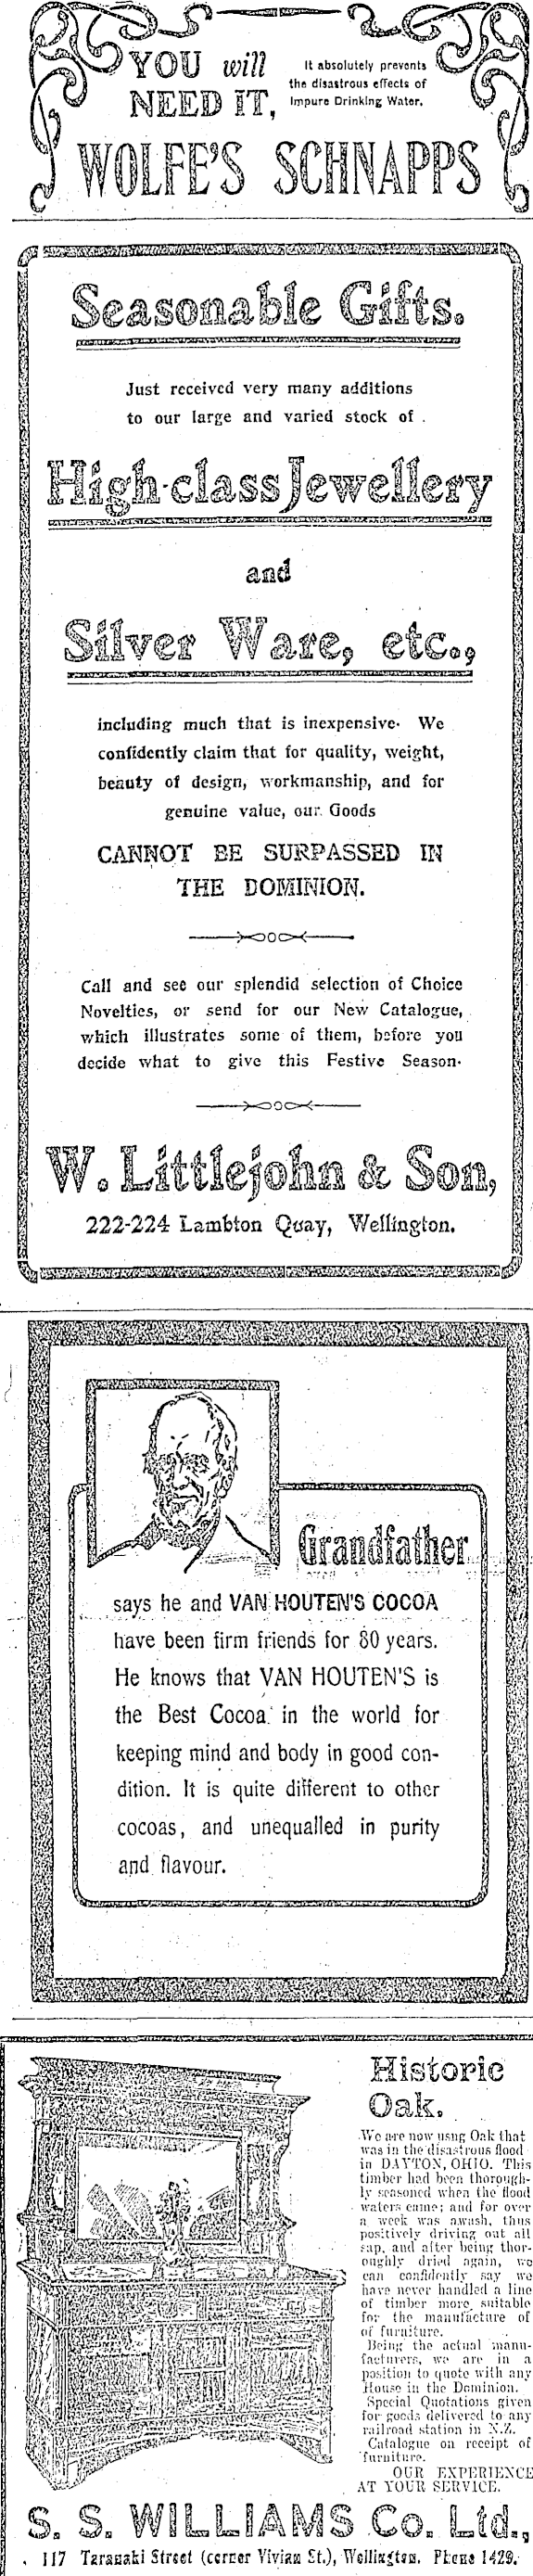 YOU will
NEED IT,
It absolutely prevents
the disastrous effects of
Impure Drinking Water.
WOLFE'S SCHNAPPS
Seasonable Gifts.
Just received very many additions
to our large and varied stock of
High-class Jewellery
and
Silver Ware, etc.,
including much that is inexpensive. We
confidently claim that for quality, weight,
beauty of design, workmanship, and for
genuine value, our Goods
CANNOT BE SURPASSED IN
THE DOMINION.
Call and see our splendid selection of Choice
Novelties, or send for our New Catalogue,
which illustrates some of them, before you
decide what to give this Festive Season.
W. Littlejohn & Son,
222-224 Lambton Quay, Wellington.
Grandfather
says he and VAN HOUTEN'S COCOA
have been firm friends for 80 years.
He knows that VAN HOUTEN'S is
the Best Cocoa in the world for
keeping mind and body in good con-
dition. It is quite different to other
cocoas, and unequalled in purity
and flavour.
Historic
Oak.
We are now usng Oak that
was in the disastrous flood
in DAYTON, OHIO. This
timber had been thorough-
ly seasoned when the flood
waters came; and for over
a week was awash, thus
positively driving out all
sap, and after being thor-
oughly dried again, we
can confidently say we
have never handled a line
of timber more suitable
for the manufacture of
of furniture.
Being the actual manu-
facturers, we are in a
position to quote with any
House in the Dominion.
Special Quotations given
for goods delivered to any
railroad station in N.Z.
Catalogue on receipt of
furniture.
OUR EXPERIENCE
AT YOUR SERVICE.
S. S. WILLIAMS Co. Ltd.,
117 Taranaki Street (corner Vivian St.), Wellington. Phone 1429.